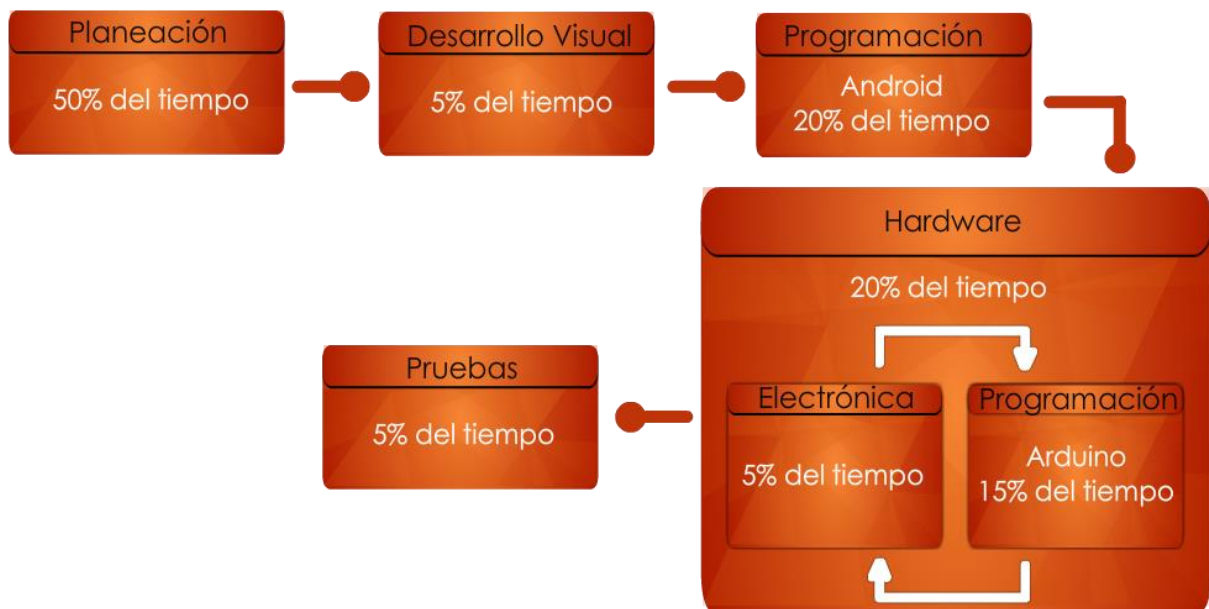 Planeación
50% del tiempo
Desarrollo Visual
5% del tiempo
Programación
Android
20% del tiempo
Hardware
20% del tiempo
Electrónica
5% del tiempo
Programación
Arduino
15% del tiempo
Pruebas
5% del tiempo